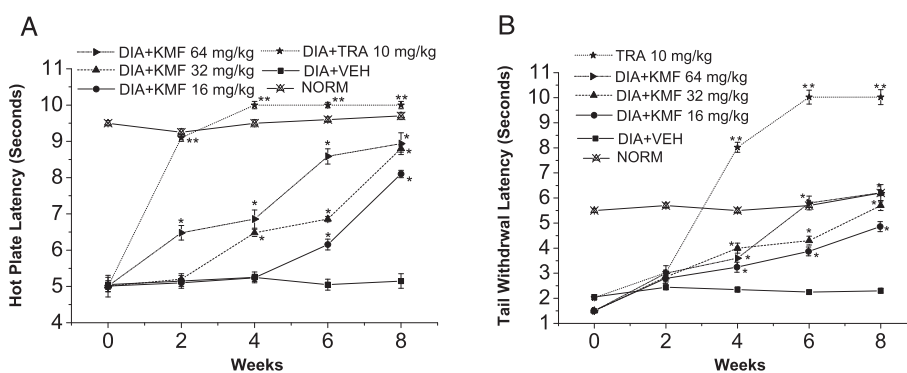 A
DIA+KMF 64 mg/kg
DIA+TRA 10 mg/kg
DIA+KMF 32 mg/kg
DIA+VEH
DIA+KMF 16 mg/kg
NORM
Hot Plate Latency (Seconds)
11
10
9
8
7
6
5
4
** ** **
**
* * * * * * * * *
0 2 4 6 8
Weeks
B
TRA 10 mg/kg
DIA+KMF 64 mg/kg
DIA+KMF 32 mg/kg
DIA+KMF 16 mg/kg
DIA+VEH
NORM
Tail Withdrwal Latency (Seconds)
11
10
9
8
7
6
5
4
3
2
1
** **
**
* * * * * * * * *
0 2 4 6 8
Weeks